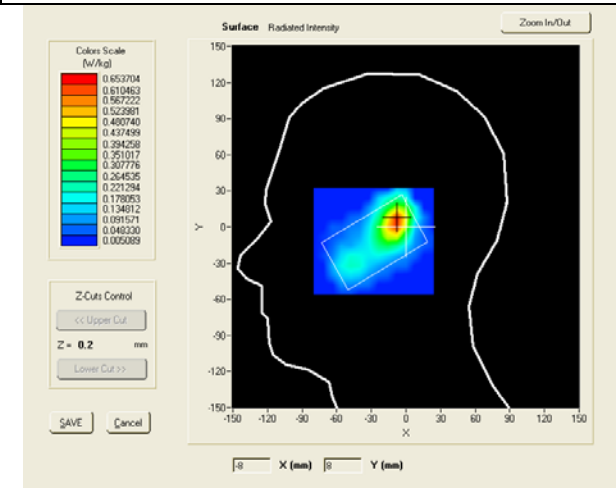 Surface Radiated Intensity
Zoom In/Out
Colors Scale
(W/kg)
0.653704
0.610463
0.567222
0.523981
0.480740
0.437499
0.394258
0.351017
0.307776
0.264535
0.221294
0.178053
0.134812
0.091571
0.048330
0.005089
Z-Cuts Control
<< Upper Cut
Z = 0.2 mm
Lower Cut >>
SAVE Cancel
150
120
90
60
30
0
-30
-60
-90
-120
-150
Y
-150 -120 -90 -60 -30 0 30 60 90 120 150
X
-8 X (mm) 8 Y (mm)